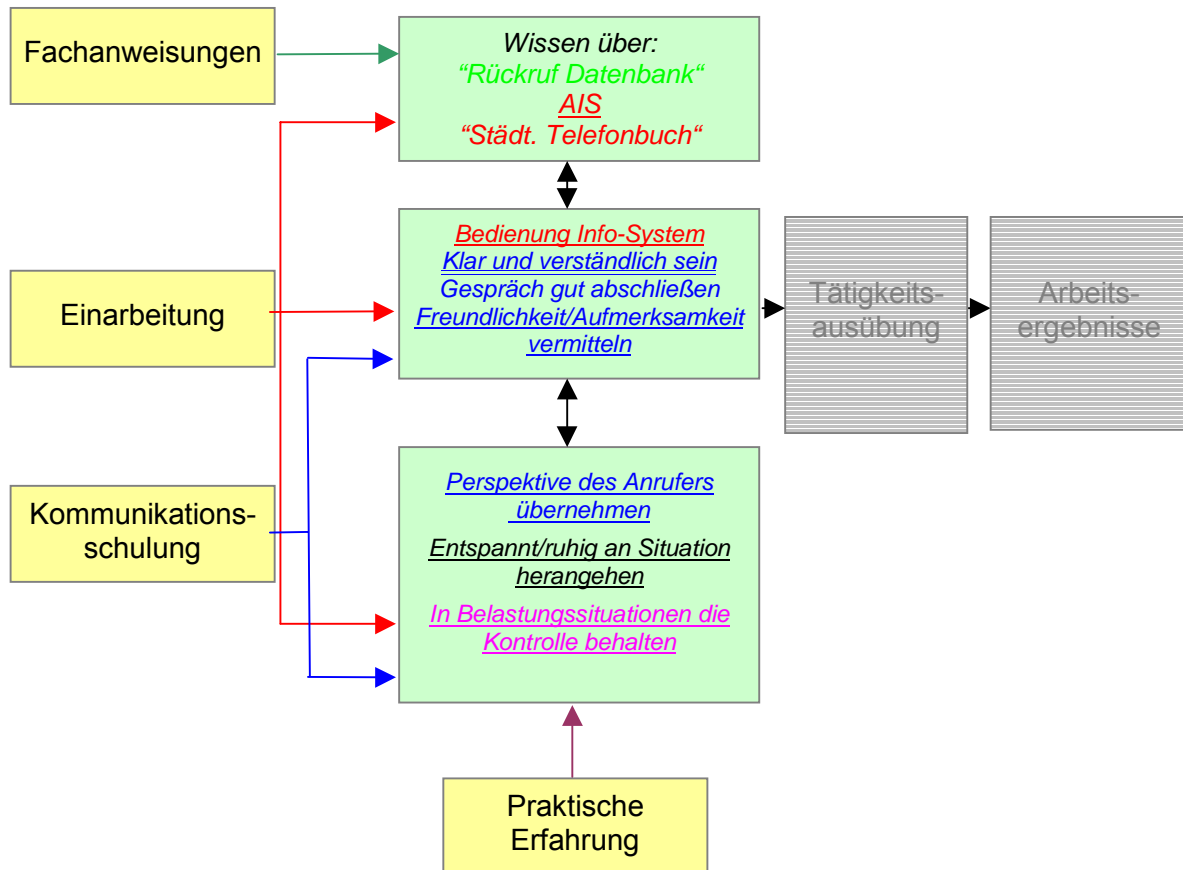 Fachanweisungen
Wissen über:
“Rückruf Datenbank“
AIS
“Städt. Telefonbuch“
Einarbeitung
Bedienung Info-System
Klar und verständlich sein
Gespräch gut abschließen
Freundlichkeit/Aufmerksamkeit
vermitteln
Tätigkeits-
ausübung
Arbeits-
ergebnisse
Kommunikations-
schulung
Perspektive des Anrufers
übernehmen
Entspannt/ruhig an Situation
herangehen
In Belastungssituationen die
Kontrolle behalten
Praktische
Erfahrung